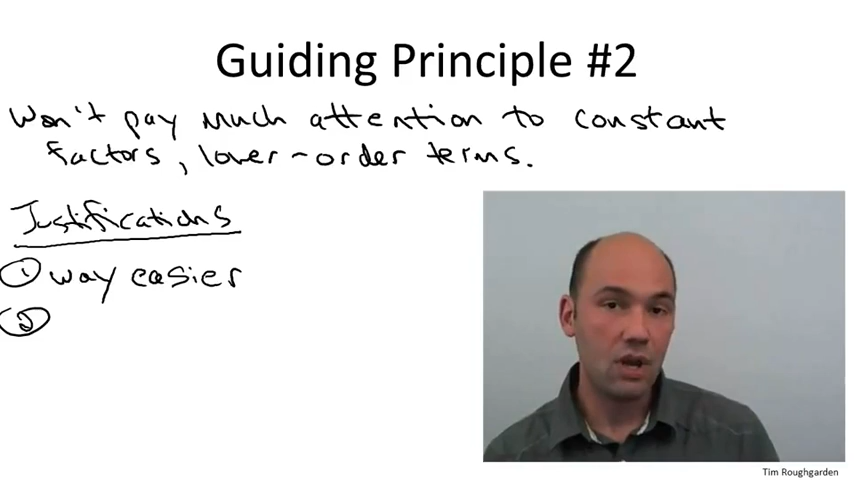 Guiding Principle #2
Won't pay much attention to constant
factors, lower-order terms.
Justifications
① way easier
②
Tim Roughgarden